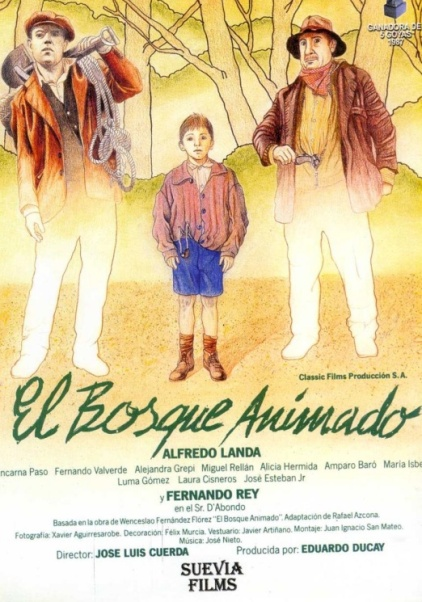 GANADORA DE
5 GOYAS
1987
Classic Films Producción S.A.
El Bosque Animado
ALFREDO LANDA
ncarna Paso Fernando Valverde Alejandra Grepi Miguel Rellán Alicia Hermida Amparo Baró María Isbe
Luma Gómez Laura Cisneros José Esteban Jr
y FERNANDO REY
en el Sr. D'Abondo
Basada en la obra de Wenceslao Fernández Flórez "El Bosque Animado". Adaptación de Rafael Azcona.
Fotografía: Xavier Aguirresarobe. Decoración: Félix Murcia. Vestuario: Javier Artiñano. Montaje: Juan Ignacio San Mateo.
Música: José Nieto.
Director: JOSE LUIS CUERDA Producida por: EDUARDO DUCAY
SUEVIA
FILMS